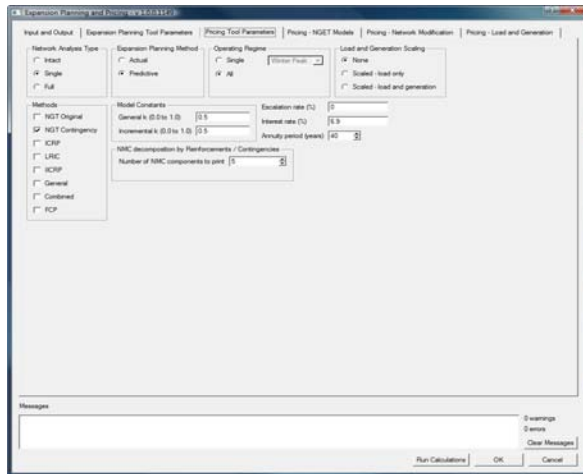 Expansion Planning and Pricing - v 1.0.0.1149
Input and Output | Expansion Planning Tool Parameters | Pricing Tool Parameters | Pricing - NGET Models | Pricing - Network Modification | Pricing - Load and Generation
Network Analysis Type
Intact
Single
Full
Expansion Planning Method
Actual
Predictive
Operating Regime
Single Winter Peak
All
Load and Generation Scaling
None
Scaled - load only
Scaled - load and generation
Methods
NGT Original
NGT Contingency
ICRP
LRIC
IICRP
General
Combined
FCP
Model Constants
General k (0.0 to 1.0) 0.5
Incremental k (0.0 to 1.0) 0.5
Escalation rate (%) 0
Interest rate (%) 6.9
Annuity period (years) 40
NMC decomposition by Reinforcements / Contingencies
Number of NMC components to print 5
Messages
0 warnings
0 errors
Clear Messages
Run Calculations OK Cancel